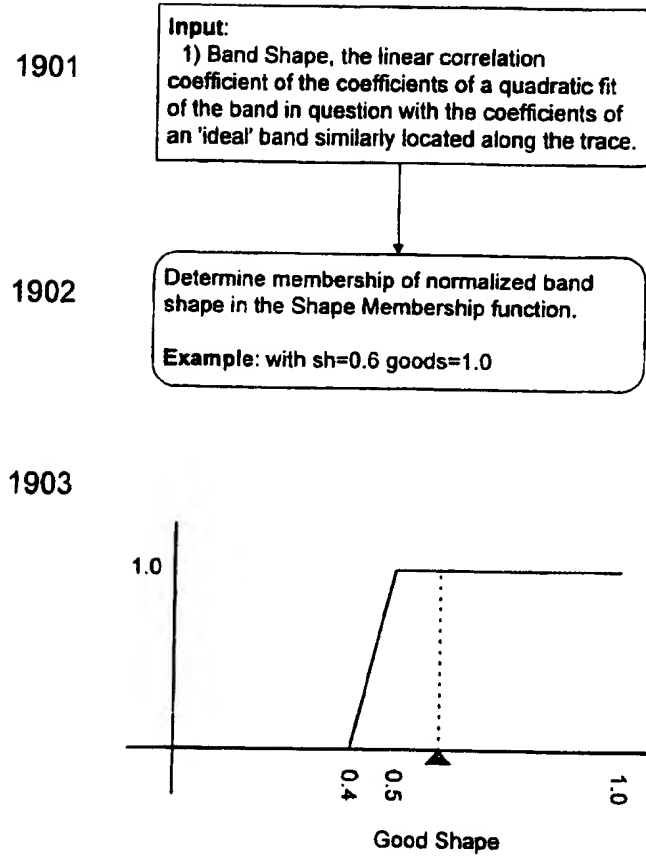 1901
Input:
1) Band Shape, the linear correlation
coefficient of the coefficients of a quadratic fit
of the band in question with the coefficients of
an 'ideal' band similarly located along the trace.
1902
Determine membership of normalized band
shape in the Shape Membership function.
Example: with sh=0.6 goods=1.0
1903
1.0
0.4
0.5
1.0
Good Shape